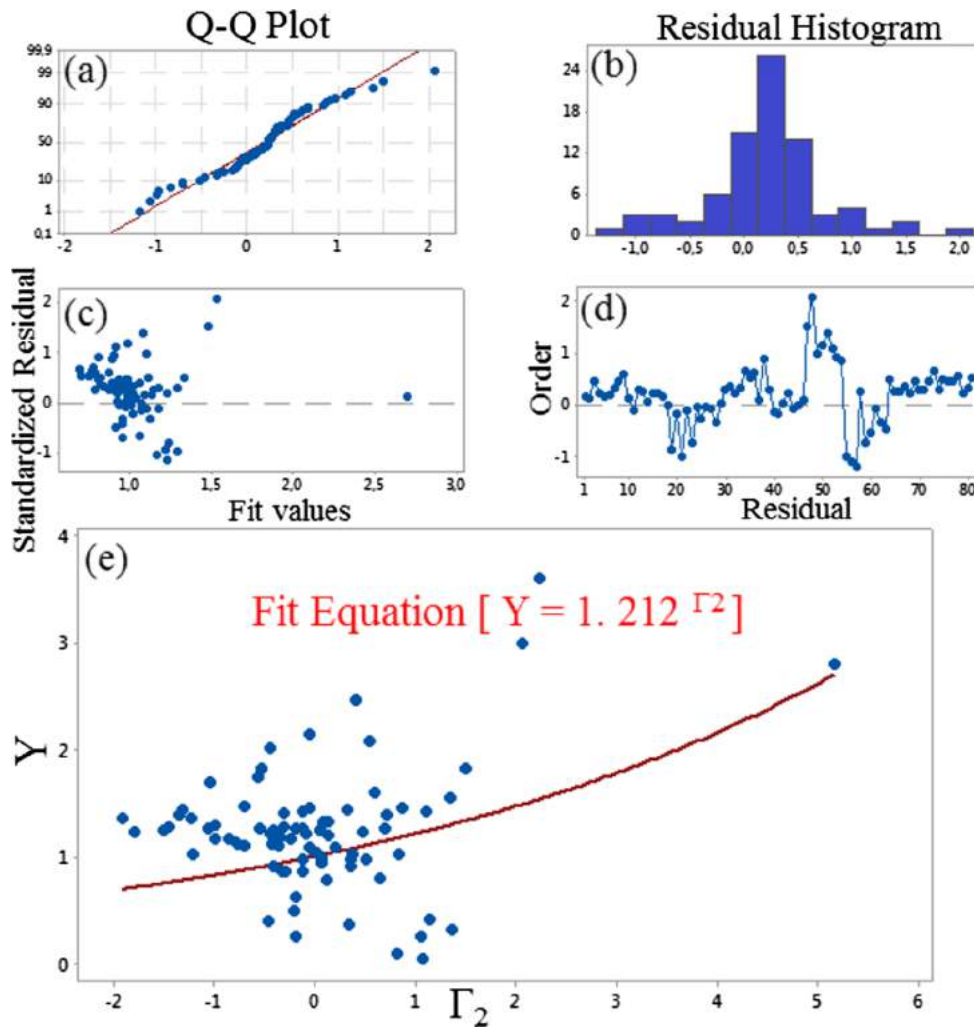 Q-Q Plot
Residual Histogram
(a)
99,9
99
90
50
10
1
0,1
-2 -1 0 1 2
(b)
24
18
12
6
0
-1,0 -0,5 0,0 0,5 1,0 1,5 2,0
Standardized Residual
(c)
2
1
0
-1
1,0 1,5 2,0 2,5 3,0
Fit values
Order
(d)
2
1
0
-1
1 10 20 30 40 50 60 70 80
Residual
(e)
Fit Equation [ Y = 1. 212 ^Γ2 ]
Y
4
3
2
1
0
-2 -1 0 1 2 3 4 5 6
Γ₂